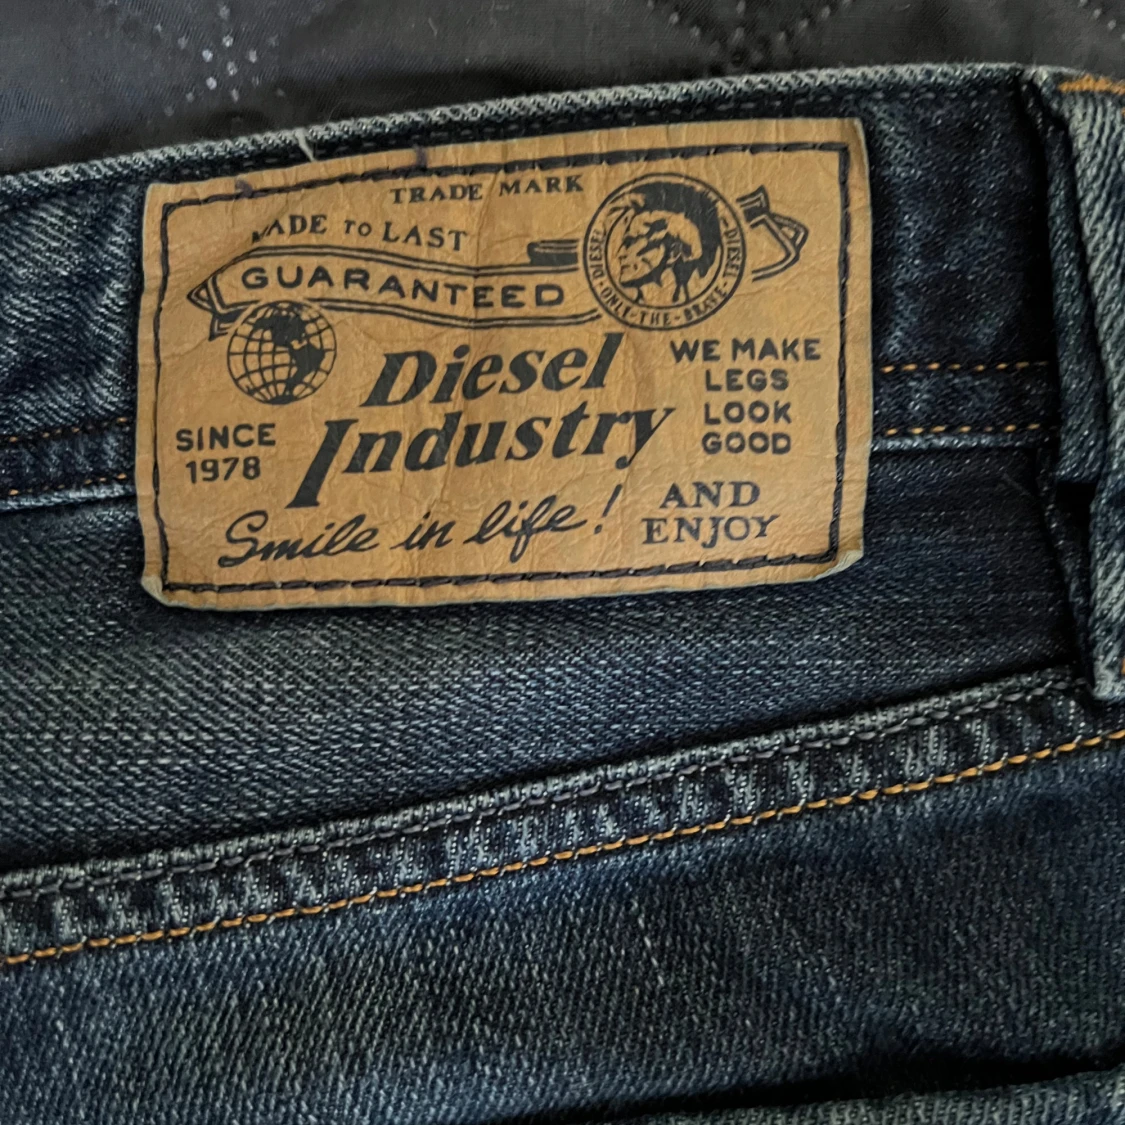 TRADE MARK
MADE TO LAST
GUARANTEED
DIESEL · ONLY · THE · BRAVE · DIESEL
Diesel
Industry
SINCE
1978
WE MAKE
LEGS
LOOK
GOOD
AND
ENJOY
Smile in life!